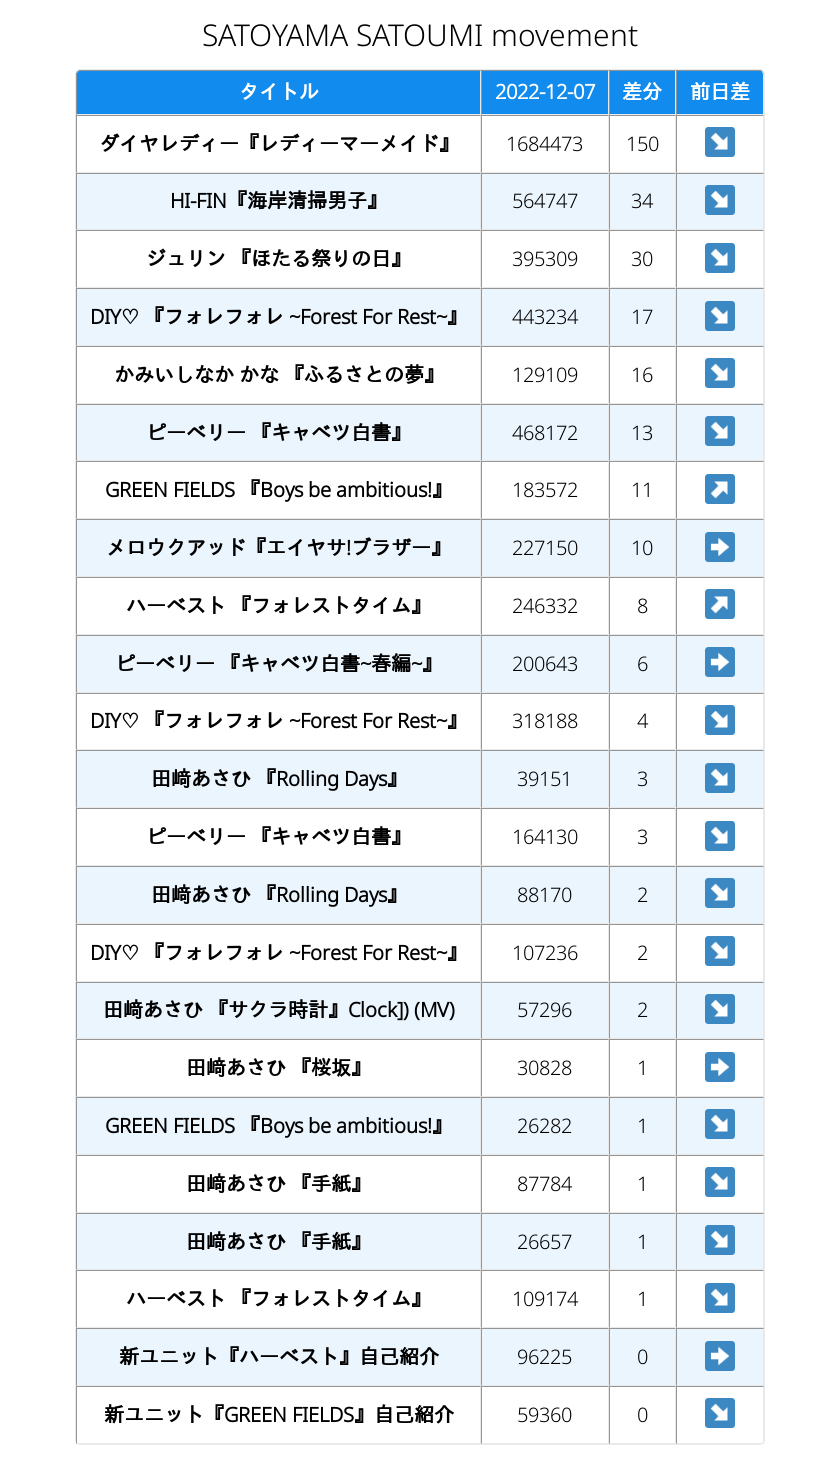 SATOYAMA SATOUMI movement
タイトル 2022-12-07 差分 前日差
ダイヤレディー『レディーマーメイド』 1684473 150 ↘
HI-FIN『海岸清掃男子』 564747 34 ↘
ジュリン 『ほたる祭りの日』 395309 30 ↘
DIY♡ 『フォレフォレ ~Forest For Rest~』 443234 17 ↘
かみいしなか かな 『ふるさとの夢』 129109 16 ↘
ピーベリー 『キャベツ白書』 468172 13 ↘
GREEN FIELDS 『Boys be ambitious!』 183572 11 ↗
メロウクアッド『エイヤサ!ブラザー』 227150 10 ➡
ハーベスト 『フォレストタイム』 246332 8 ↗
ピーベリー 『キャベツ白書~春編~』 200643 6 ➡
DIY♡ 『フォレフォレ ~Forest For Rest~』 318188 4 ↘
田﨑あさひ 『Rolling Days』 39151 3 ↘
ピーベリー 『キャベツ白書』 164130 3 ↘
田﨑あさひ 『Rolling Days』 88170 2 ↘
DIY♡ 『フォレフォレ ~Forest For Rest~』 107236 2 ↘
田﨑あさひ 『サクラ時計』Clock]) (MV) 57296 2 ↘
田﨑あさひ 『桜坂』 30828 1 ➡
GREEN FIELDS 『Boys be ambitious!』 26282 1 ↘
田﨑あさひ 『手紙』 87784 1 ↘
田﨑あさひ 『手紙』 26657 1 ↘
ハーベスト 『フォレストタイム』 109174 1 ↘
新ユニット『ハーベスト』自己紹介 96225 0 ➡
新ユニット『GREEN FIELDS』自己紹介 59360 0 ↘